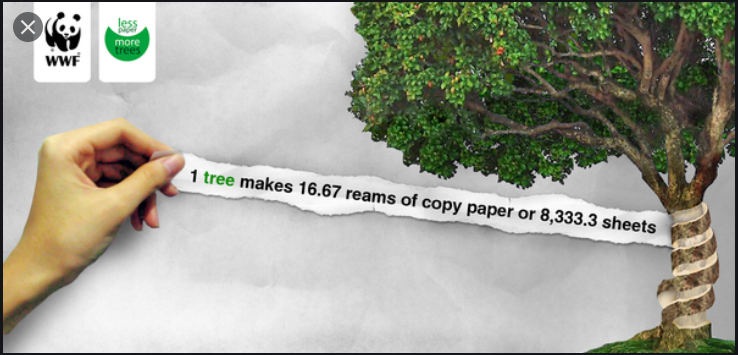 WWF
less
paper
more
trees
1 tree makes 16.67 reams of copy paper or 8,333.3 sheets